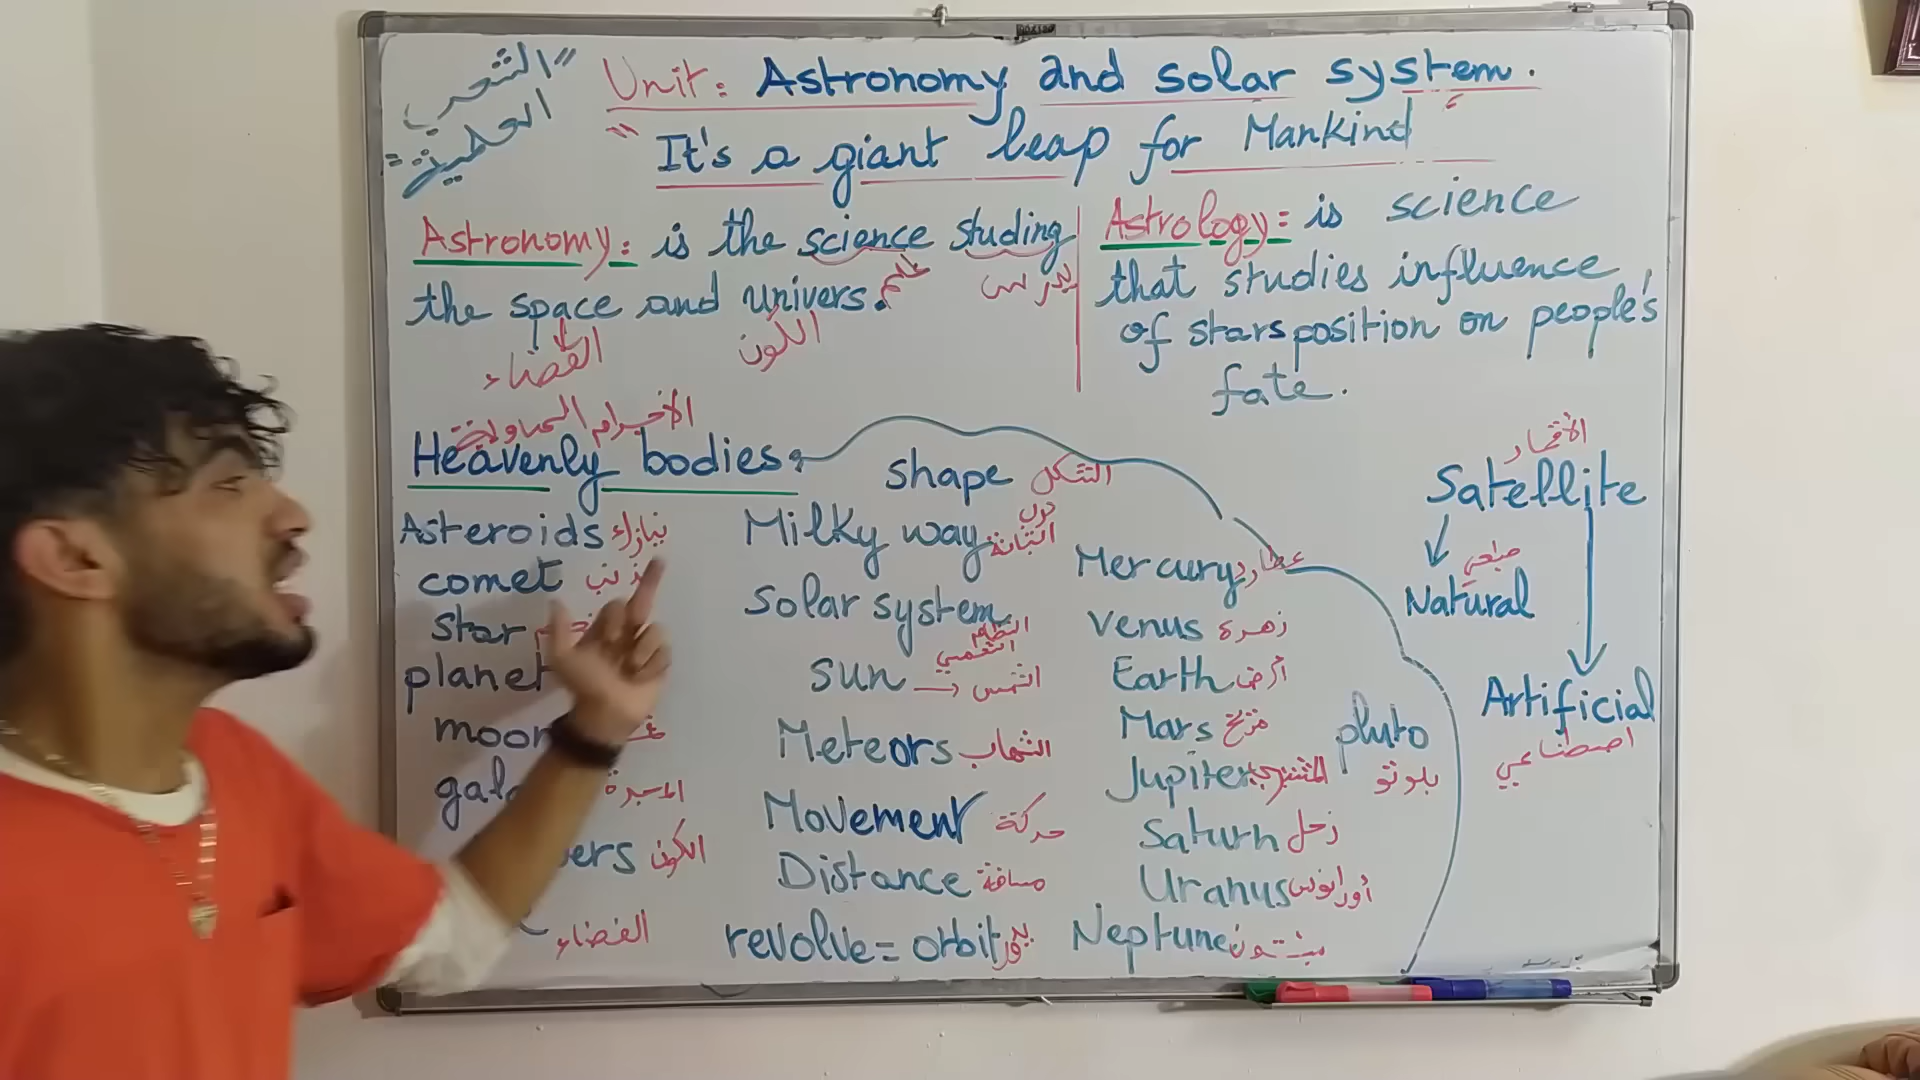 "الشعب
العلمية"
Unit: Astronomy and solar system.
" It's a giant leap for Mankind "
Astronomy: is the science studing
علم
يدرس
the space and univers.
الفضاء
الكون
Astrology: is science
that studies influence
of stars position on people's
fate.
الاجرام السماوية
Heavenly bodies:
Asteroids نيازك
comet
star
planet
moon
المجرة
ers الكون
الفضاء
shape الشكل
Milky way درب التبانة
Solar system
النظام الشمسي
sun → الشمس
Meteors الشهاب
Movement حركة
Distance مسافة
revolve = orbit يدور
Mercury عطارد
Venus زهرة
Earth أرض
Mars مريخ
Jupiter المشتري
Saturn زحل
Uranus أورانوس
Neptune نبتون
pluto
بلوتو
الأقمار
Satellite
طبيعي
Natural
Artificial
اصطناعي